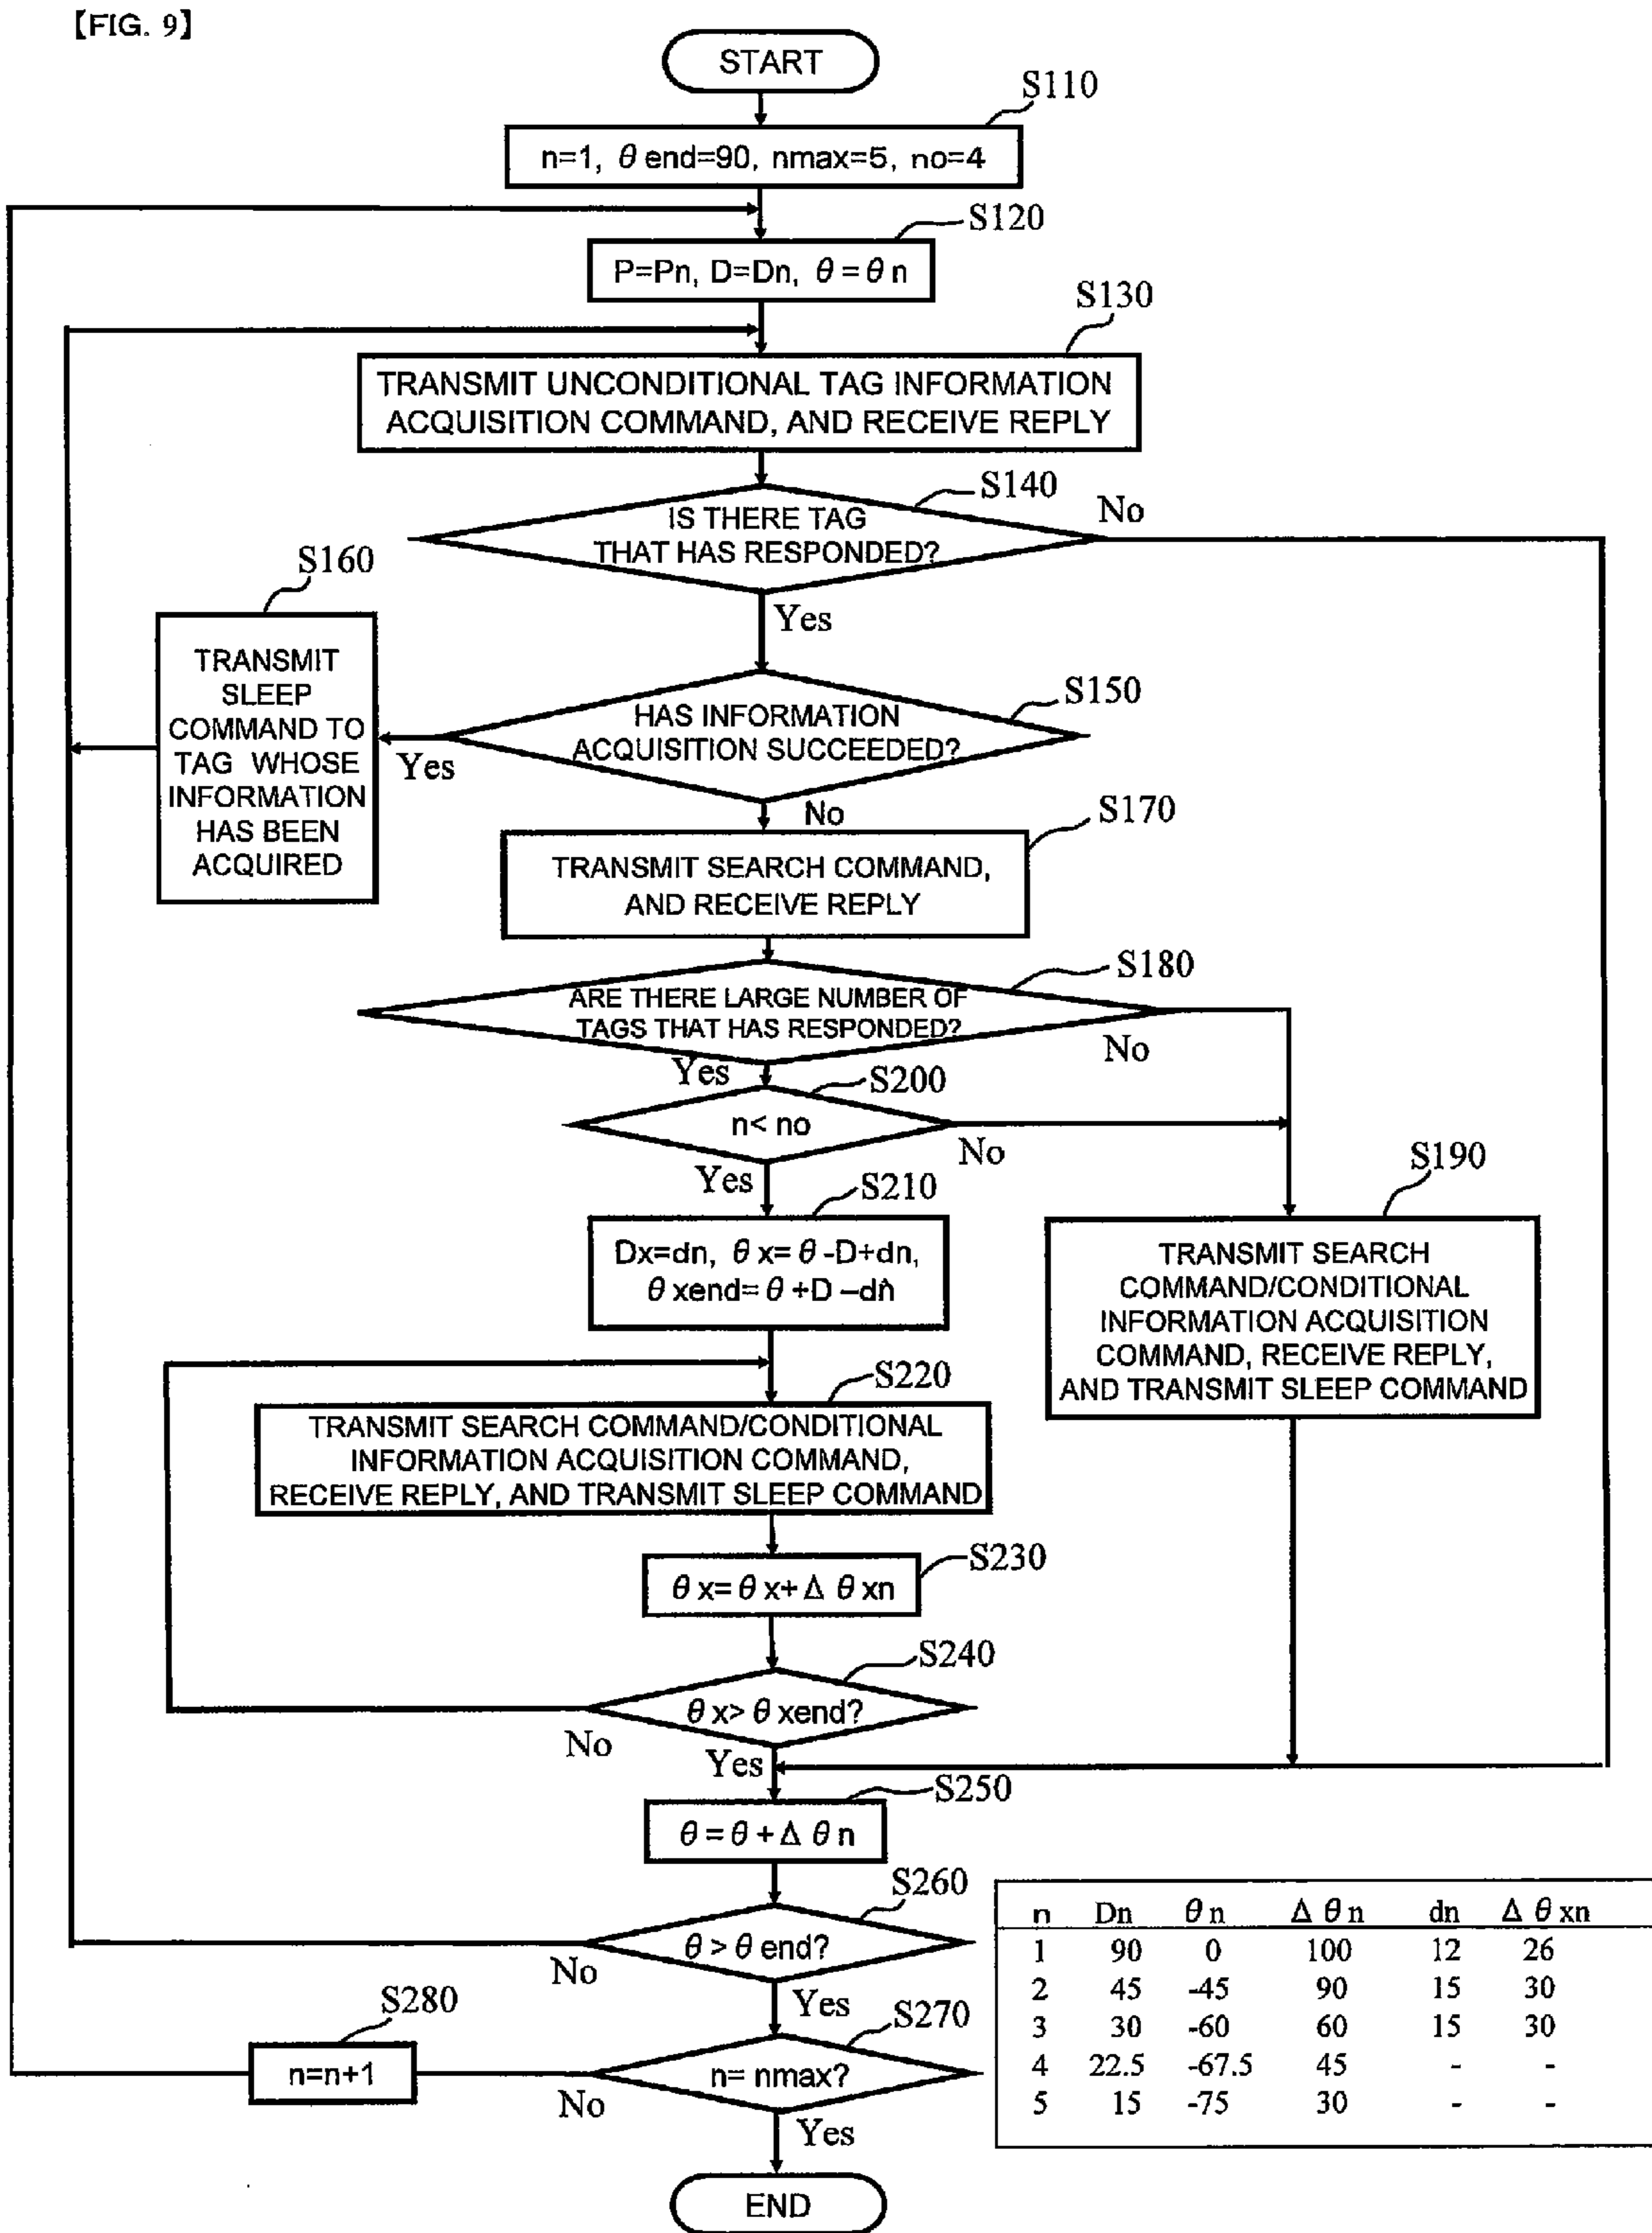 【FIG. 9】
START
S110
n=1, θ end=90, nmax=5, no=4
S120
P=Pn, D=Dn, θ = θ n
S130
TRANSMIT UNCONDITIONAL TAG INFORMATION
ACQUISITION COMMAND, AND RECEIVE REPLY
S140
IS THERE TAG
THAT HAS RESPONDED?
No
Yes
S160
TRANSMIT
SLEEP
COMMAND TO
TAG WHOSE
INFORMATION
HAS BEEN
ACQUIRED
S150
HAS INFORMATION
ACQUISITION SUCCEEDED?
Yes
No
S170
TRANSMIT SEARCH COMMAND,
AND RECEIVE REPLY
S180
ARE THERE LARGE NUMBER OF
TAGS THAT HAS RESPONDED?
No
Yes
S200
n< no
No
Yes
S190
TRANSMIT SEARCH
COMMAND/CONDITIONAL
INFORMATION ACQUISITION
COMMAND, RECEIVE REPLY,
AND TRANSMIT SLEEP COMMAND
S210
Dx=dn, θ x= θ -D+dn,
θ xend= θ +D –dn
S220
TRANSMIT SEARCH COMMAND/CONDITIONAL
INFORMATION ACQUISITION COMMAND,
RECEIVE REPLY, AND TRANSMIT SLEEP COMMAND
S230
θ x= θ x+ Δ θ xn
S240
θ x> θ xend?
No
Yes
S250
θ = θ + Δ θ n
S260
θ > θ end?
No
Yes
S270
n= nmax?
No
Yes
S280
n=n+1
END
n Dn θ n Δ θ n dn Δ θ xn
1 90 0 100 12 26
2 45 -45 90 15 30
3 30 -60 60 15 30
4 22.5 -67.5 45 - -
5 15 -75 30 - -